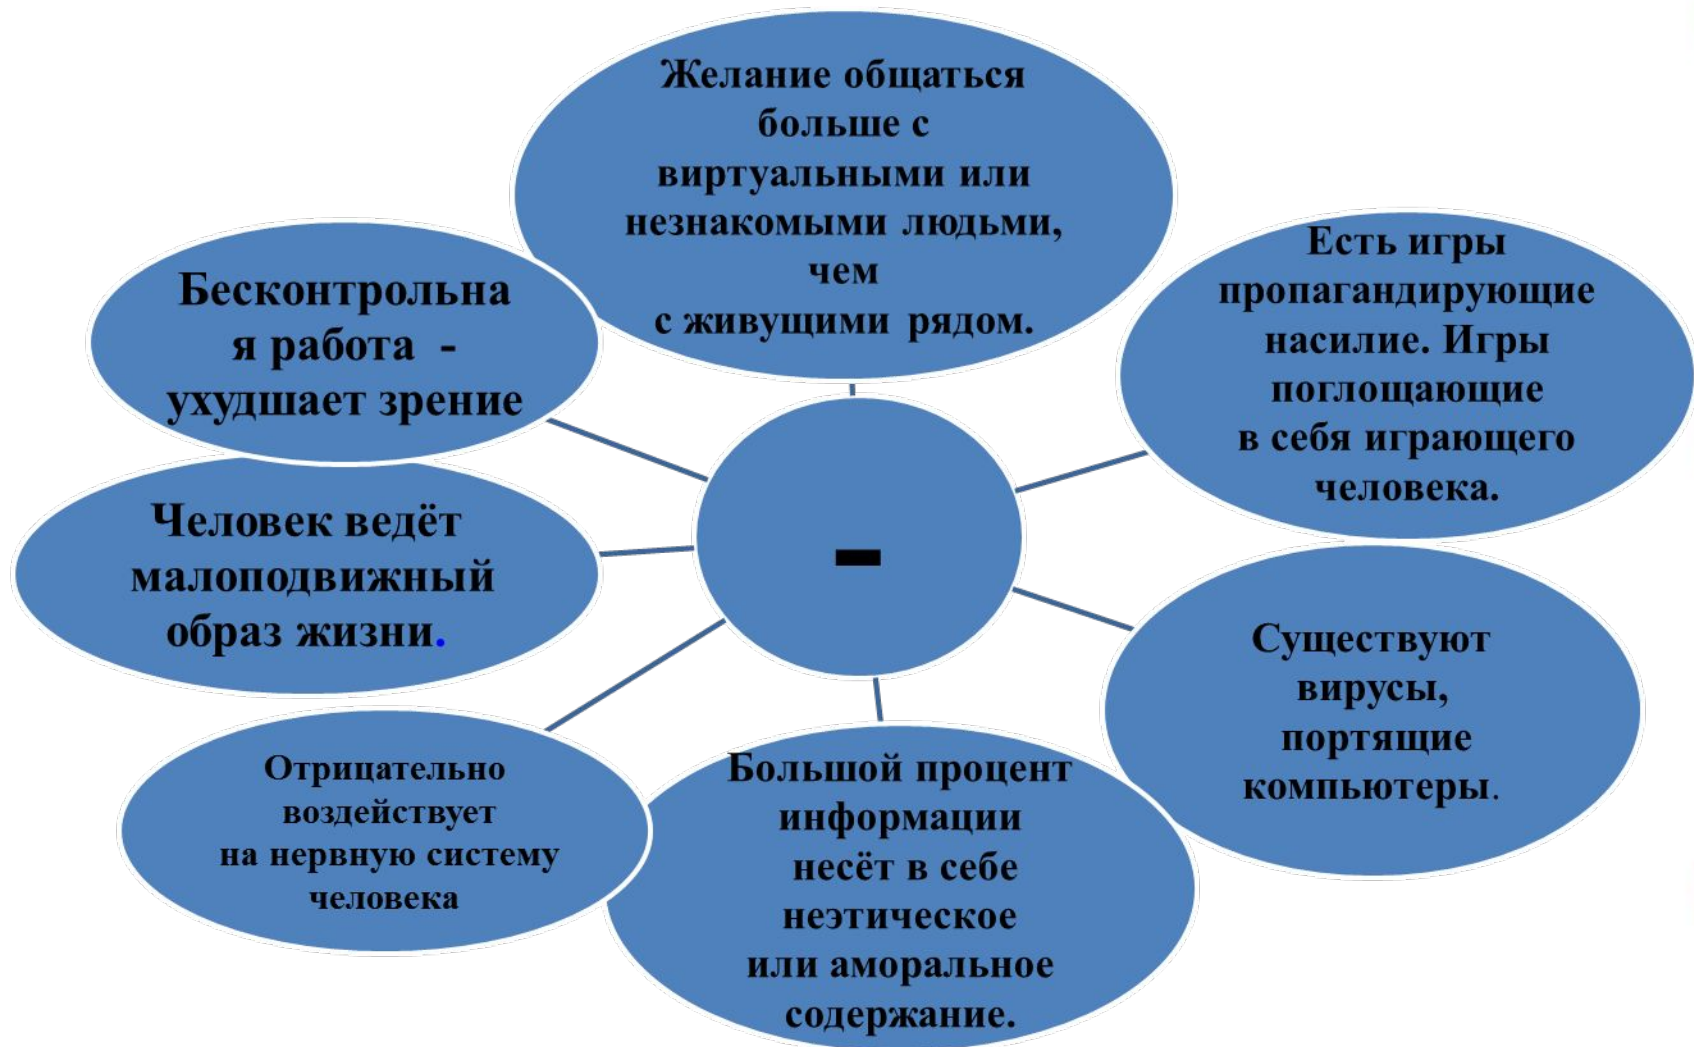 Желание общаться
больше с
виртуальными или
незнакомыми людьми,
чем
с живущими рядом.
Есть игры
пропагандирующие
насилие. Игры
поглощающие
в себя играющего
человека.
Существуют
вирусы,
портящие
компьютеры.
Большой процент
информации
несёт в себе
неэтическое
или аморальное
содержание.
Отрицательно
воздействует
на нервную систему
человека
Человек ведёт
малоподвижный
образ жизни.
Бесконтрольна
я работа -
ухудшает зрение
-